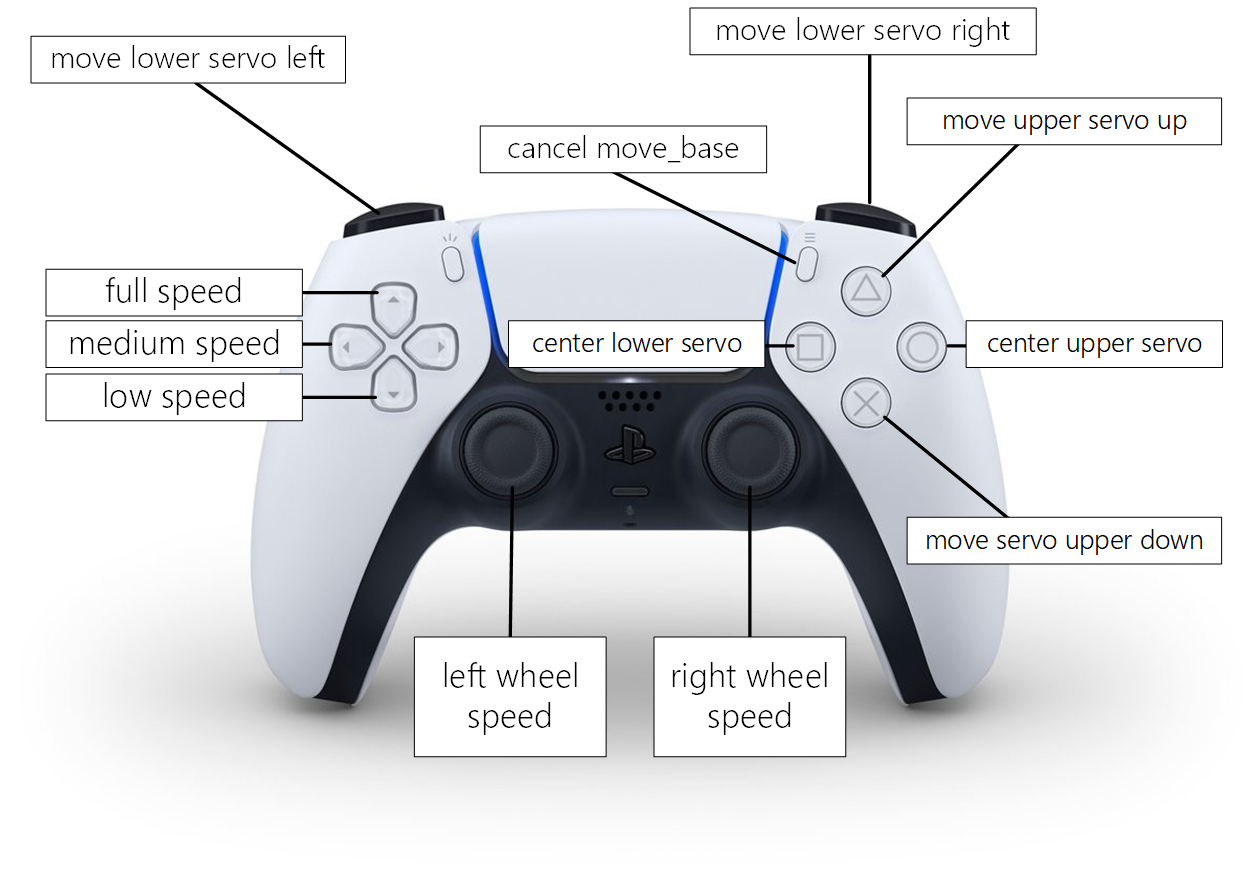 move lower servo right
move lower servo left
move upper servo up
cancel move_base
full speed
medium speed
center lower servo
center upper servo
low speed
move servo upper down
left wheel
speed
right wheel
speed